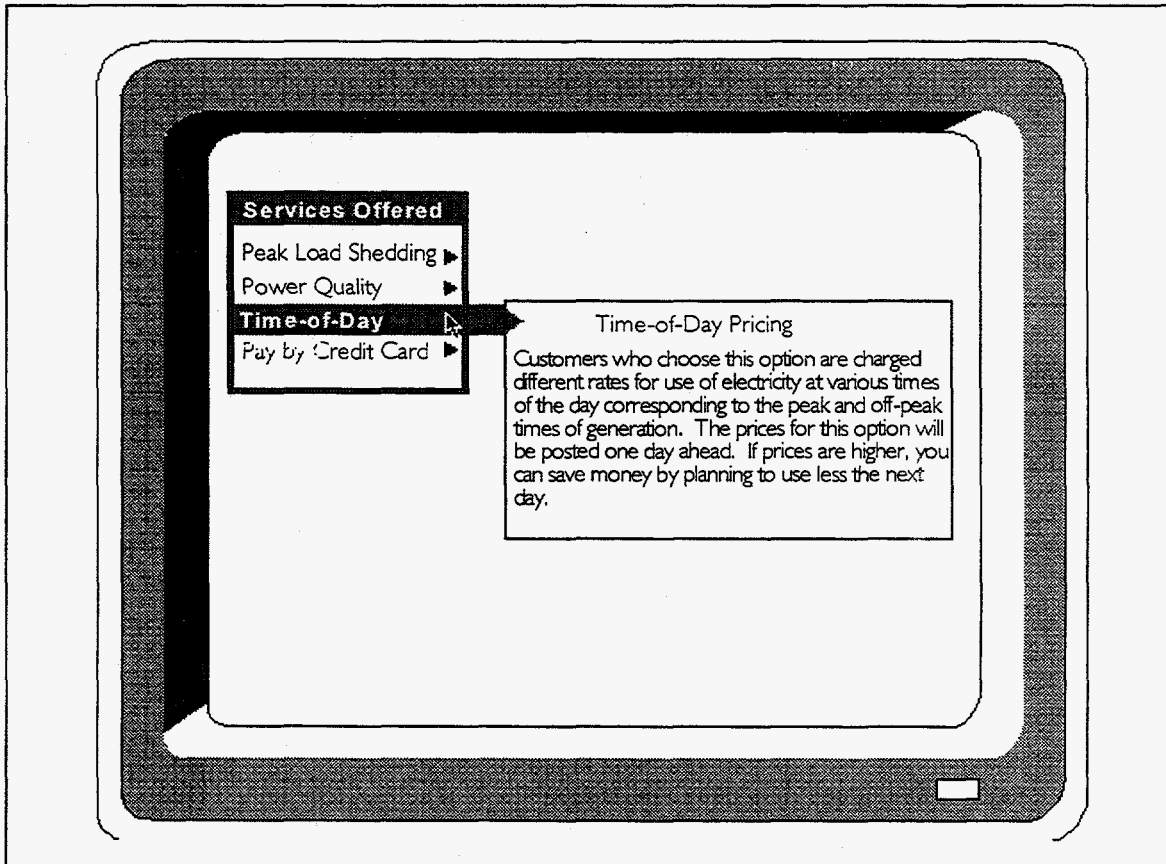 Services Offered
Peak Load Shedding
Power Quality
Time-of-Day
Pay by Credit Card
Time-of-Day Pricing
Customers who choose this option are charged
different rates for use of electricity at various times
of the day corresponding to the peak and off-peak
times of generation. The prices for this option will
be posted one day ahead. If prices are higher, you
can save money by planning to use less the next
day.